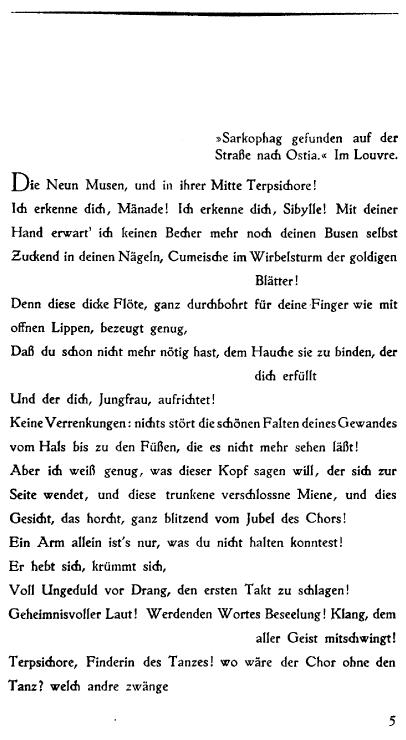 »Sarkophag gefunden auf der
Straße nach Ostia.« Im Louvre.
Die Neun Musen, und in ihrer Mitte Terpsichore!
Ich erkenne dich, Mänade! Ich erkenne dich, Sibylle! Mit deiner
Hand erwart' ich keinen Becher mehr noch deinen Busen selbst
Zuckend in deinen Nägeln, Cumeische im Wirbelsturm der goldigen
Blätter!
Denn diese dicke Flöte, ganz durchbohrt für deine Finger wie mit
offnen Lippen, bezeugt genug,
Daß du schon nicht mehr nötig hast, dem Hauche sie zu binden, der
dich erfüllt
Und der dich, Jungfrau, aufrichtet!
Keine Verrenkungen: nichts stört die schönen Falten deines Gewandes
vom Hals bis zu den Füßen, die es nicht mehr sehen läßt!
Aber ich weiß genug, was dieser Kopf sagen will, der sich zur
Seite wendet, und diese trunkene verschlossne Miene, und dies
Gesicht, das horcht, ganz blitzend vom Jubel des Chors!
Ein Arm allein ist's nur, was du nicht halten konntest!
Er hebt sich, krümmt sich,
Voll Ungeduld vor Drang, den ersten Takt zu schlagen!
Geheimnisvoller Laut! Werdenden Wortes Beseelung! Klang, dem
aller Geist mitschwingt!
Terpsichore, Finderin des Tanzes! wo wäre der Chor ohne den
Tanz? welch andre zwänge
5